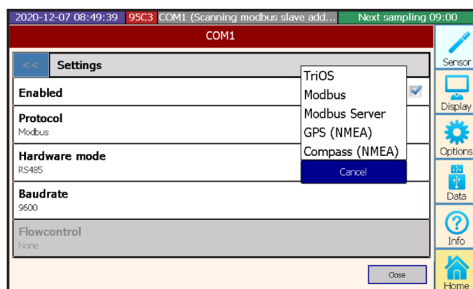 2020-12-07 08:49:39 95C3 COM1 (Scanning modbus slave add... Next sampling 09:00
COM1
<< Settings
Enabled
Protocol
Modbus
Hardware mode
RS485
Baudrate
9600
Flowcontrol
None
TriOS
Modbus
Modbus Server
GPS (NMEA)
Compass (NMEA)
Cancel
Close
Sensor
Display
Options
Data
Info
Home